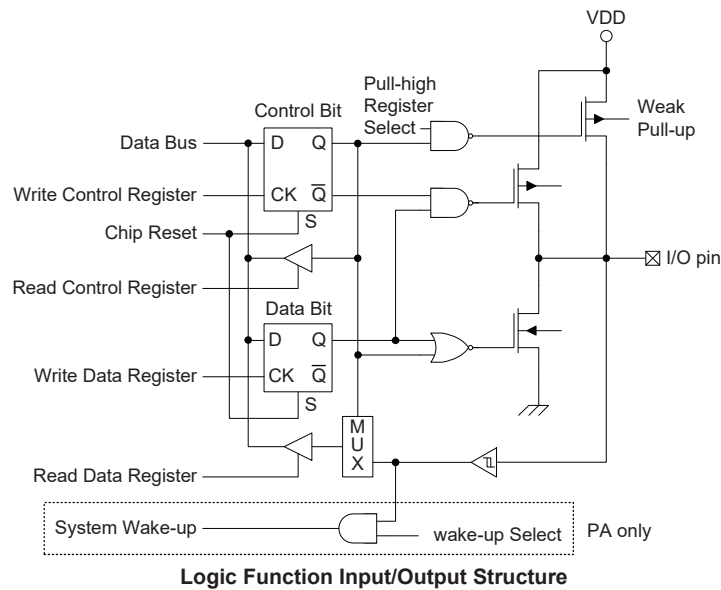 VDD
Pull-high
Register
Select
Weak
Pull-up
Control Bit
Data Bus
D
Q
Write Control Register
CK
Q̅
S
Chip Reset
I/O pin
Read Control Register
Data Bit
D
Q
Write Data Register
CK
Q̅
S
M
U
X
Read Data Register
System Wake-up
wake-up Select
PA only
Logic Function Input/Output Structure